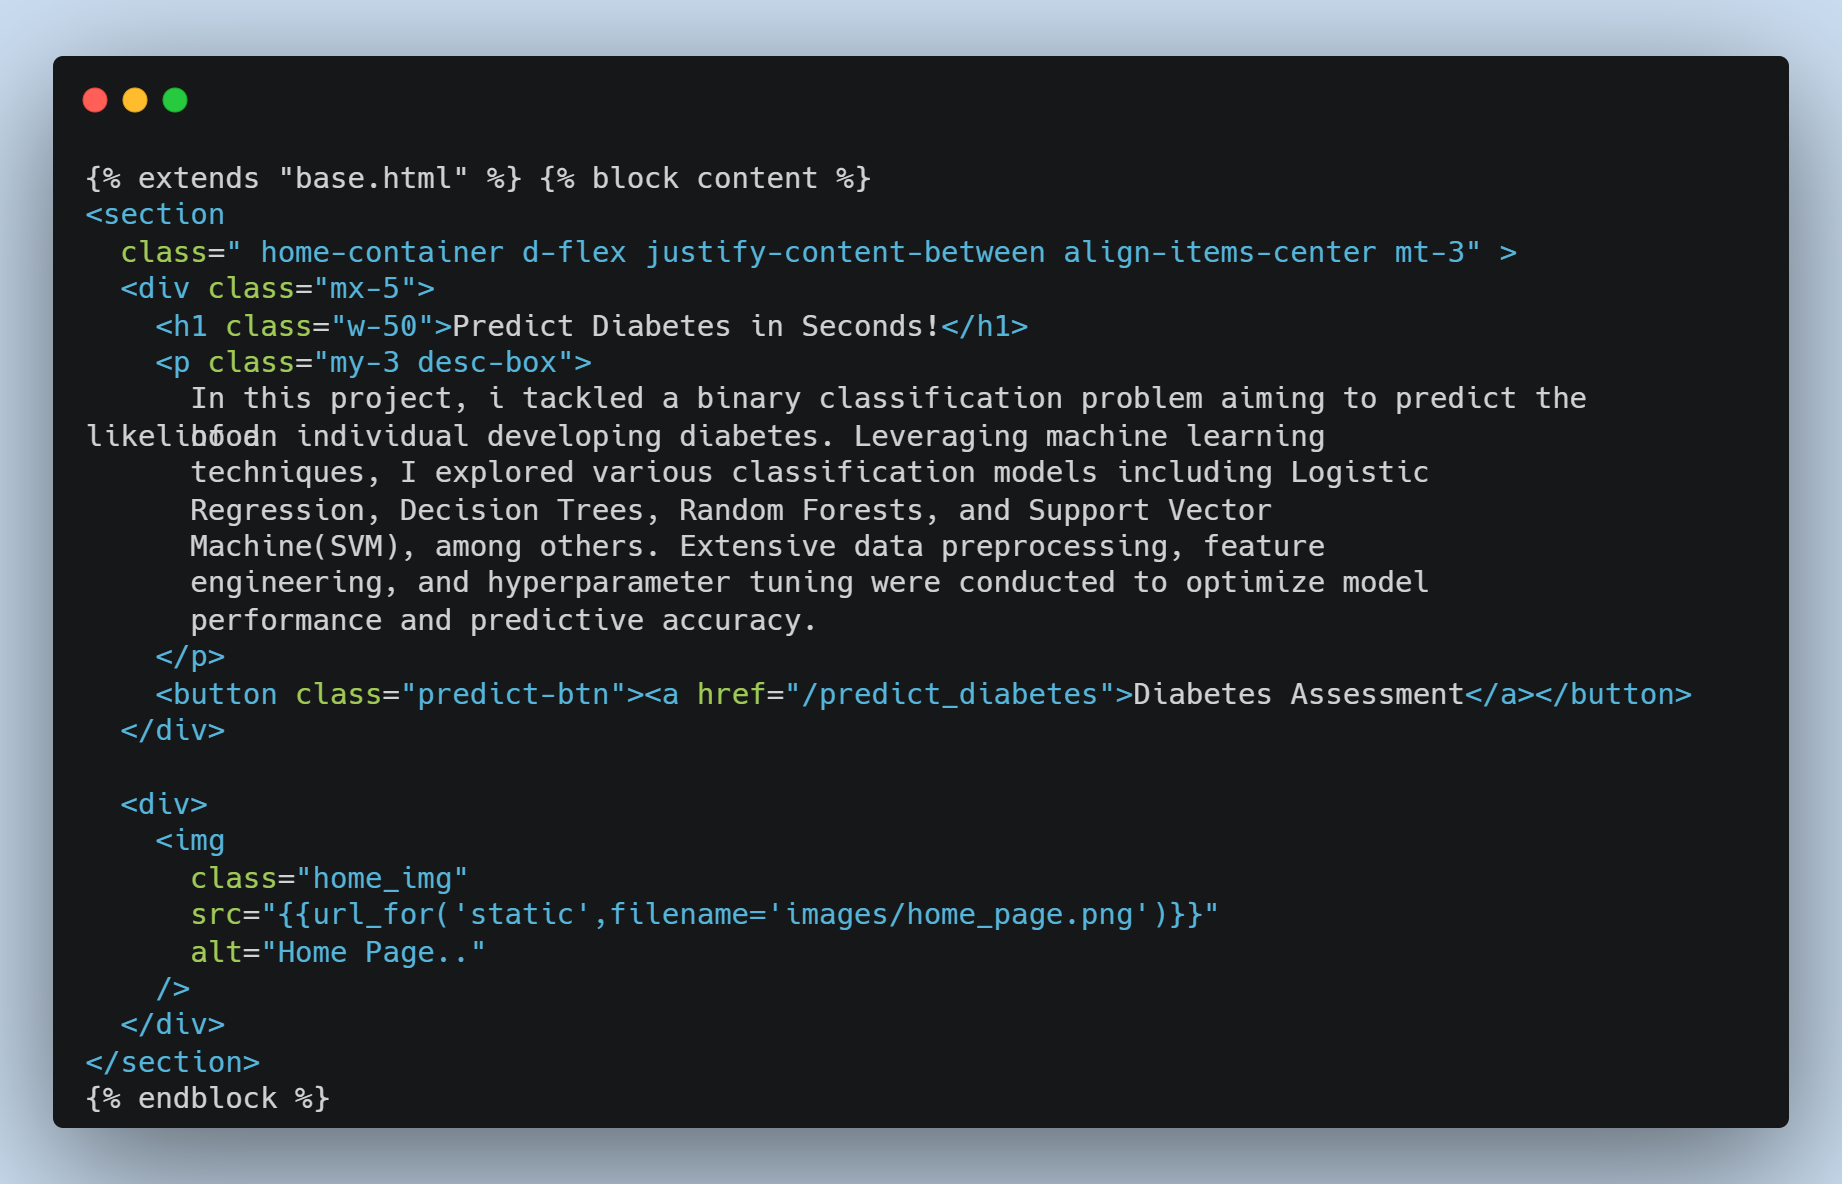 {% extends "base.html" %} {% block content %}
<section
  class=" home-container d-flex justify-content-between align-items-center mt-3" >
  <div class="mx-5">
    <h1 class="w-50">Predict Diabetes in Seconds!</h1>
    <p class="my-3 desc-box">
      In this project, i tackled a binary classification problem aiming to predict the
likelihood
      of an individual developing diabetes. Leveraging machine learning
      techniques, I explored various classification models including Logistic
      Regression, Decision Trees, Random Forests, and Support Vector
      Machine(SVM), among others. Extensive data preprocessing, feature
      engineering, and hyperparameter tuning were conducted to optimize model
      performance and predictive accuracy.
    </p>
    <button class="predict-btn"><a href="/predict_diabetes">Diabetes Assessment</a></button>
  </div>

  <div>
    <img
      class="home_img"
      src="{{url_for('static',filename='images/home_page.png')}}"
      alt="Home Page.."
    />
  </div>
</section>
{% endblock %}